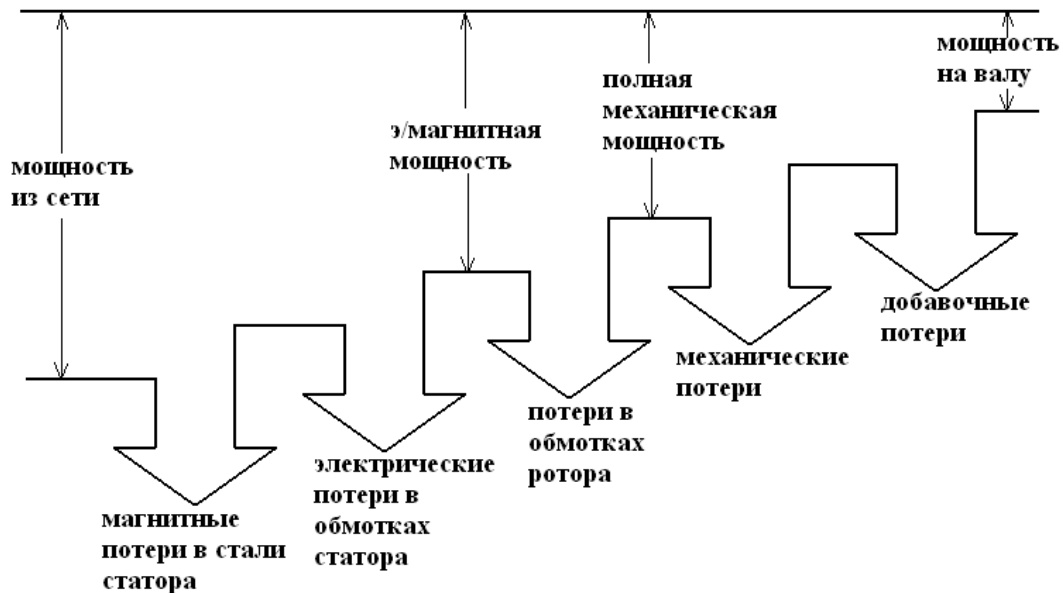 мощность
из сети
э/магнитная
мощность
полная
механическая
мощность
мощность
на валу
магнитные
потери в стали
статора
электрические
потери в
обмотках
статора
потери в
обмотках
ротора
механические
потери
добавочные
потери